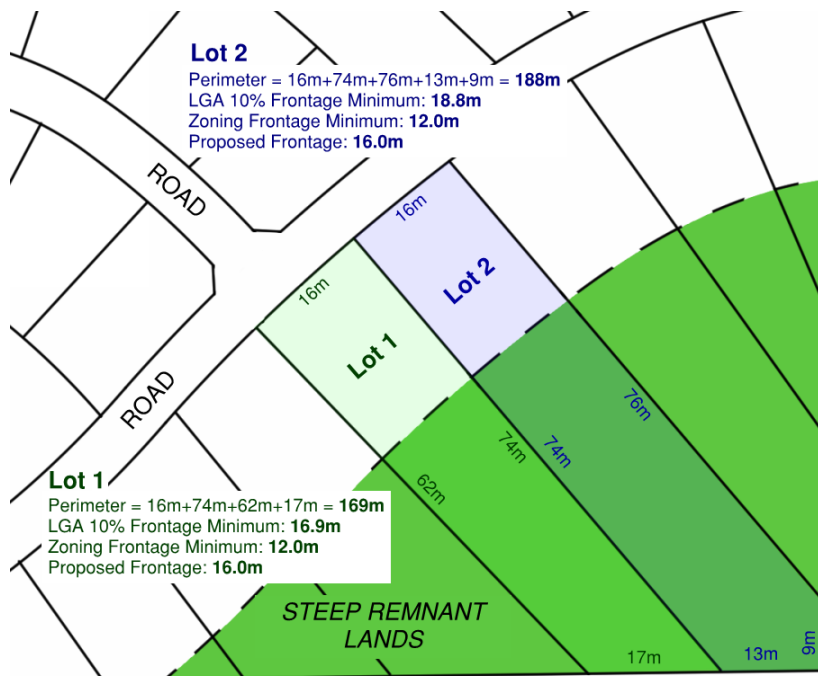 Lot 2
Perimeter = 16m+74m+76m+13m+9m = 188m
LGA 10% Frontage Minimum: 18.8m
Zoning Frontage Minimum: 12.0m
Proposed Frontage: 16.0m
ROAD
16m
Lot 2
16m
Lot 1
ROAD
76m
74m
74m
62m
Lot 1
Perimeter = 16m+74m+62m+17m = 169m
LGA 10% Frontage Minimum: 16.9m
Zoning Frontage Minimum: 12.0m
Proposed Frontage: 16.0m
STEEP REMNANT
LANDS
17m
13m
9m